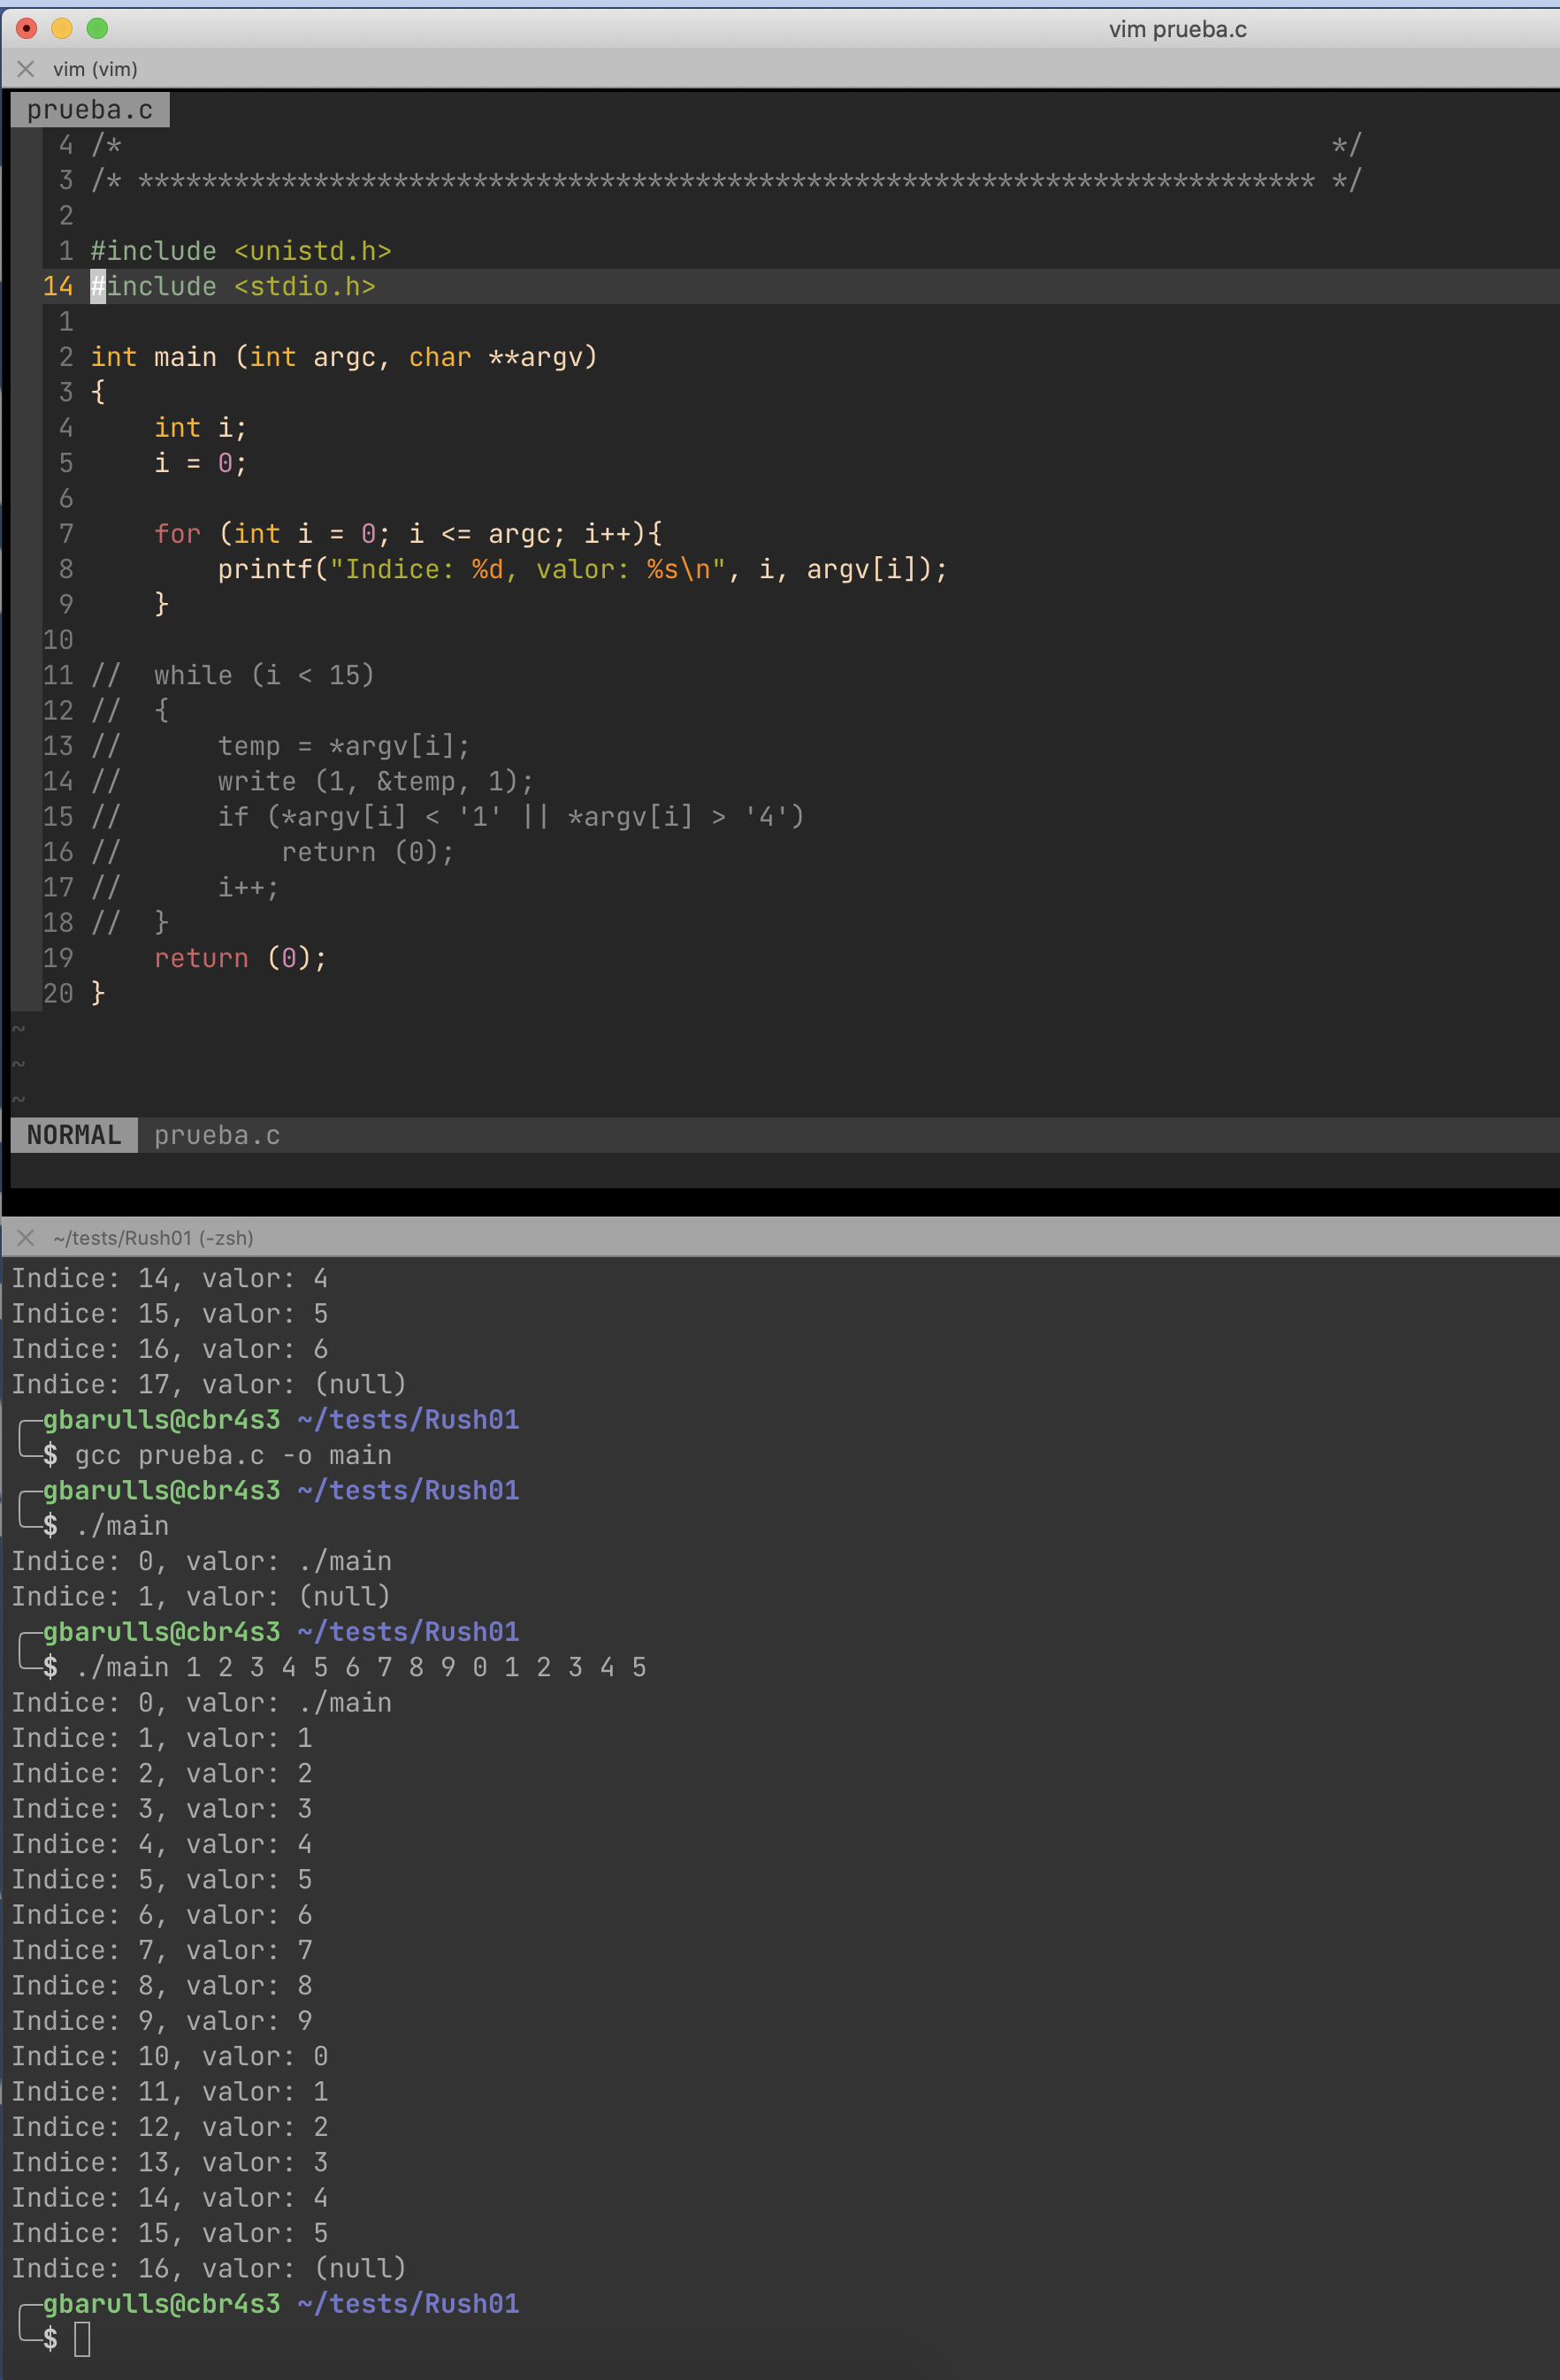 vim prueba.c
vim (vim)
prueba.c
4 /* */
3 /* ************************************************************************** */
2
1 #include <unistd.h>
14 #include <stdio.h>
1
2 int main (int argc, char **argv)
3 {
4     int i;
5     i = 0;
6
7     for (int i = 0; i <= argc; i++){
8         printf("Indice: %d, valor: %s\n", i, argv[i]);
9     }
10
11 //  while (i < 15)
12 //  {
13 //      temp = *argv[i];
14 //      write (1, &temp, 1);
15 //      if (*argv[i] < '1' || *argv[i] > '4')
16 //          return (0);
17 //      i++;
18 //  }
19     return (0);
20 }
~
~
~
NORMAL prueba.c
~/tests/Rush01 (-zsh)
Indice: 14, valor: 4
Indice: 15, valor: 5
Indice: 16, valor: 6
Indice: 17, valor: (null)
gbarulls@cbr4s3 ~/tests/Rush01
$ gcc prueba.c -o main
gbarulls@cbr4s3 ~/tests/Rush01
$ ./main
Indice: 0, valor: ./main
Indice: 1, valor: (null)
gbarulls@cbr4s3 ~/tests/Rush01
$ ./main 1 2 3 4 5 6 7 8 9 0 1 2 3 4 5
Indice: 0, valor: ./main
Indice: 1, valor: 1
Indice: 2, valor: 2
Indice: 3, valor: 3
Indice: 4, valor: 4
Indice: 5, valor: 5
Indice: 6, valor: 6
Indice: 7, valor: 7
Indice: 8, valor: 8
Indice: 9, valor: 9
Indice: 10, valor: 0
Indice: 11, valor: 1
Indice: 12, valor: 2
Indice: 13, valor: 3
Indice: 14, valor: 4
Indice: 15, valor: 5
Indice: 16, valor: (null)
gbarulls@cbr4s3 ~/tests/Rush01
$